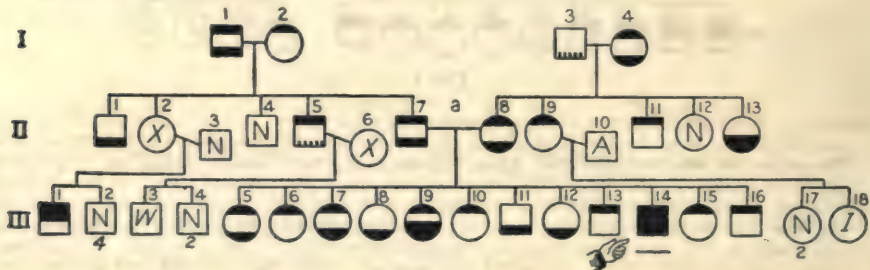 1 2 3 4
I
1 2 3 4 5 6 7 a 8 9 10 11 12 13
II X N N X A N
1 2 3 4 5 6 7 8 9 10 11 12 13 14 15 16 17 18
III N W N N I
4 2 2